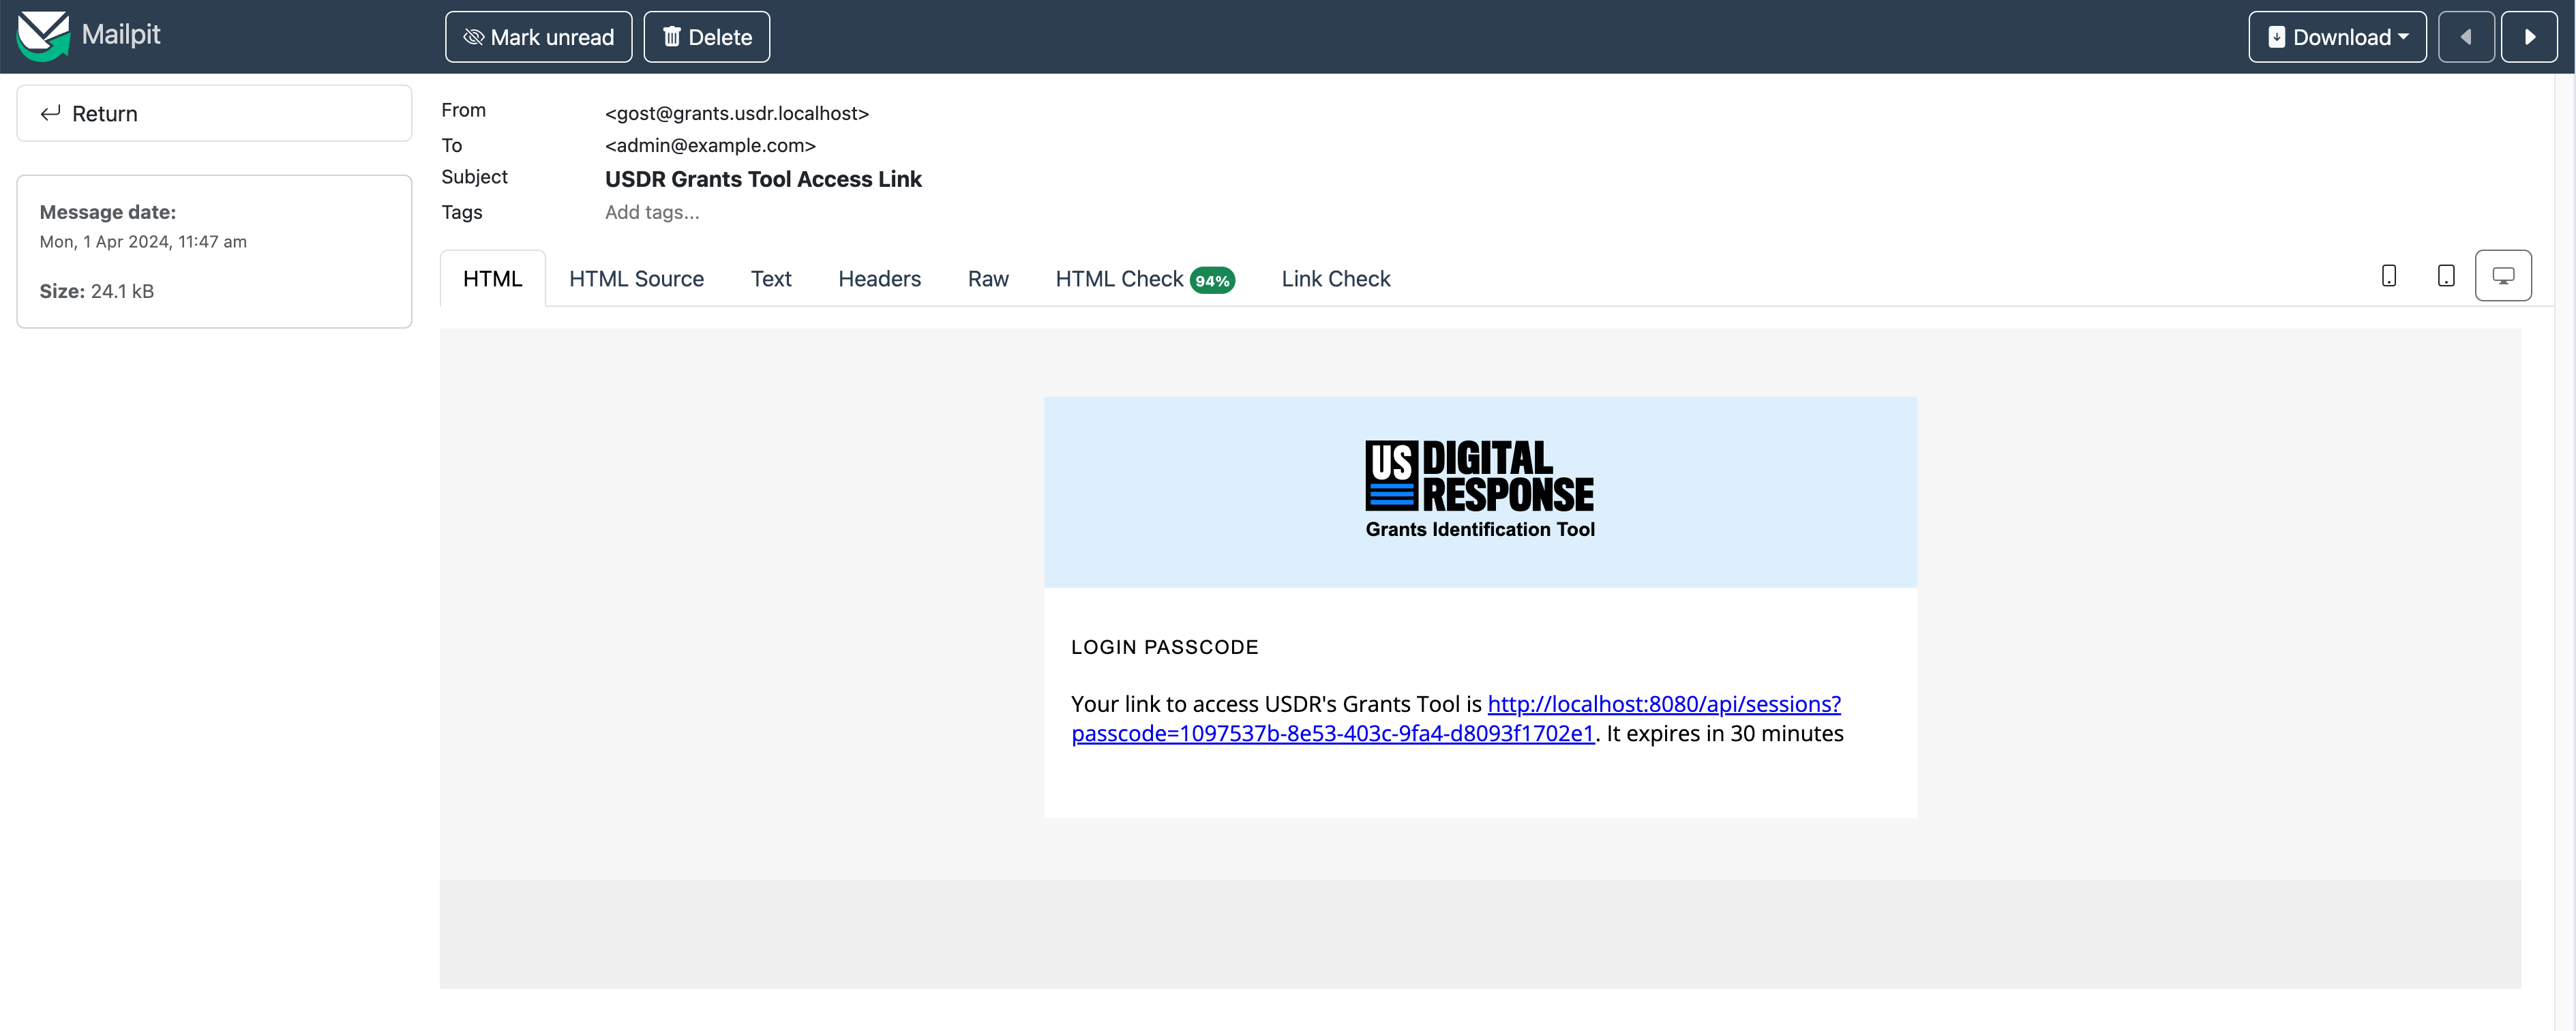 Mailpit
Mark unread
Delete
Download
Return
Message date:
Mon, 1 Apr 2024, 11:47 am
Size: 24.1 kB
From <gost@grants.usdr.localhost>
To <admin@example.com>
Subject USDR Grants Tool Access Link
Tags Add tags...
HTML
HTML Source
Text
Headers
Raw
HTML Check 94%
Link Check
US DIGITAL
RESPONSE
Grants Identification Tool
LOGIN PASSCODE
Your link to access USDR's Grants Tool is http://localhost:8080/api/sessions?
passcode=1097537b-8e53-403c-9fa4-d8093f1702e1. It expires in 30 minutes